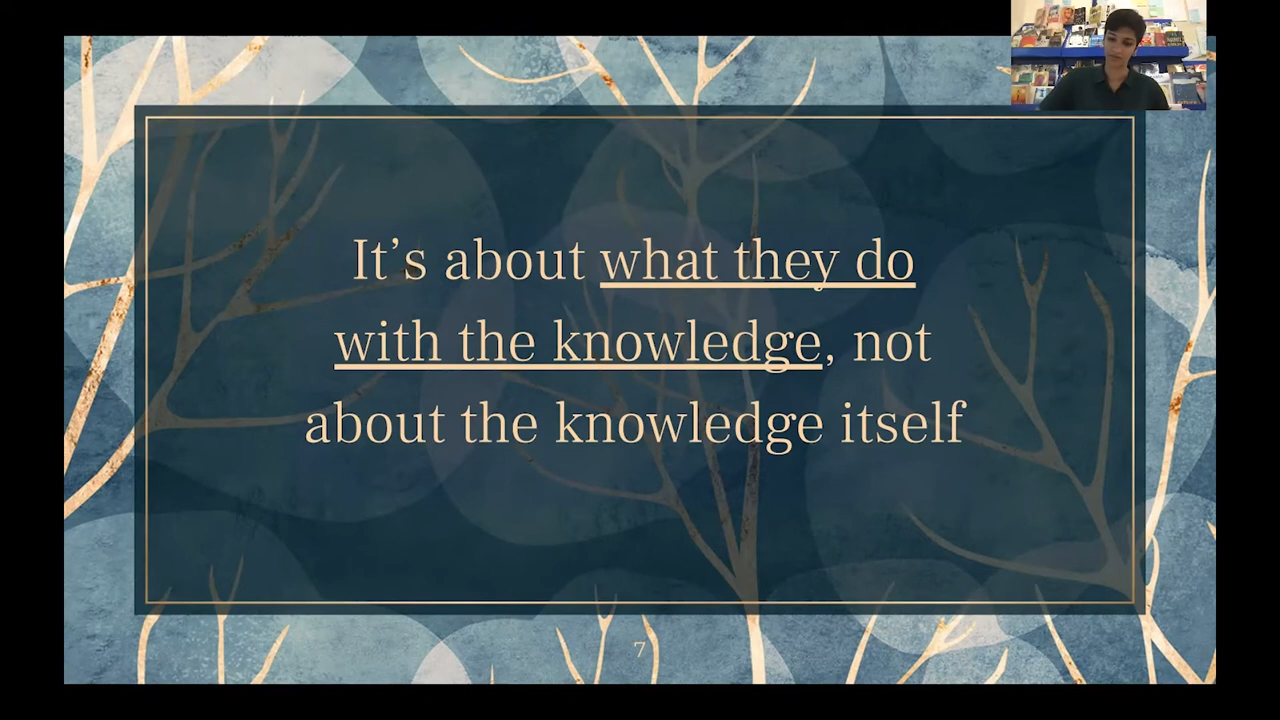 It’s about what they do
with the knowledge, not
about the knowledge itself
7